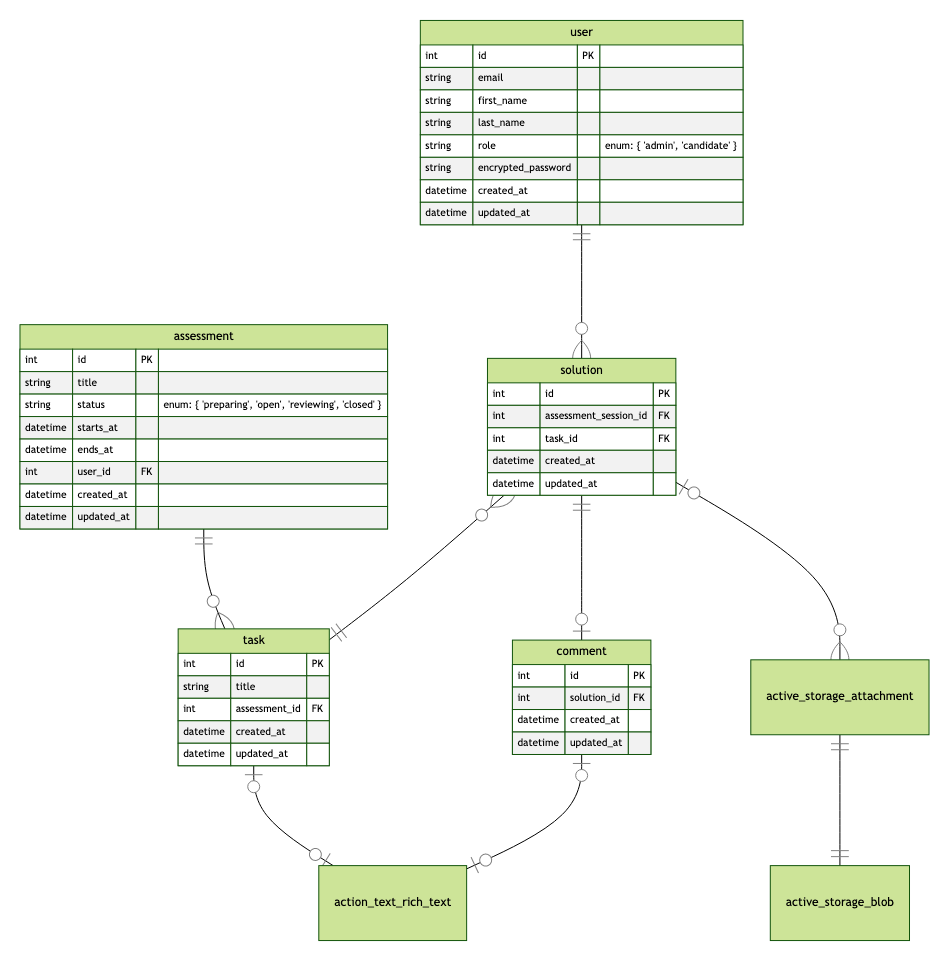 user
int id PK
string email
string first_name
string last_name
string role enum: { 'admin', 'candidate' }
string encrypted_password
datetime created_at
datetime updated_at
assessment
int id PK
string title
string status enum: { 'preparing', 'open', 'reviewing', 'closed' }
datetime starts_at
datetime ends_at
int user_id FK
datetime created_at
datetime updated_at
solution
int id PK
int assessment_session_id FK
int task_id FK
datetime created_at
datetime updated_at
task
int id PK
string title
int assessment_id FK
datetime created_at
datetime updated_at
comment
int id PK
int solution_id FK
datetime created_at
datetime updated_at
active_storage_attachment
action_text_rich_text
active_storage_blob